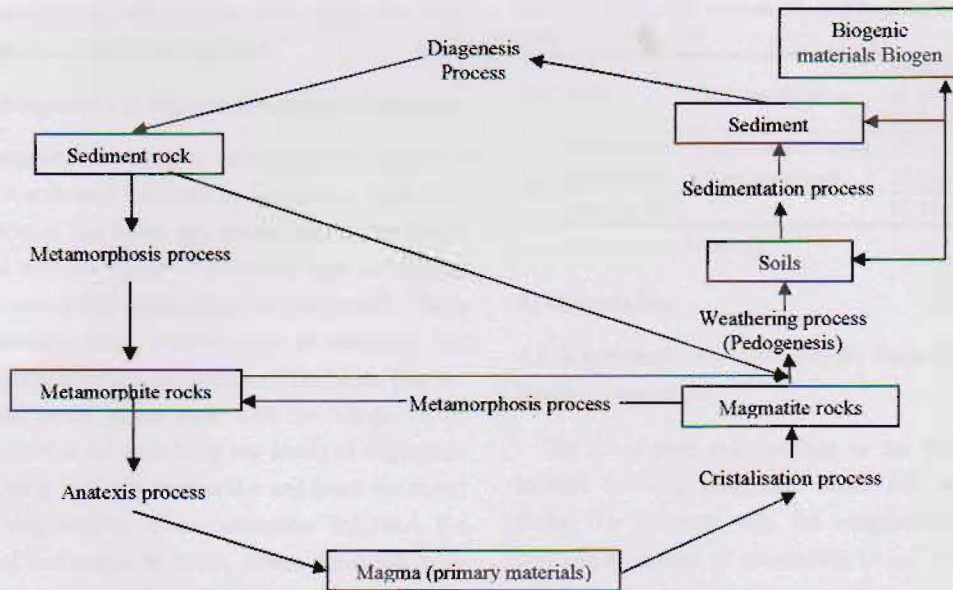 Biogenic
materials Biogen
Diagenesis
Process
Sediment
Sediment rock
Sedimentation process
Metamorphosis process
Soils
Weathering process
(Pedogenesis)
Metamorphite rocks
Metamorphosis process
Magmatite rocks
Anatexis process
Cristalisation process
Magma (primary materials)